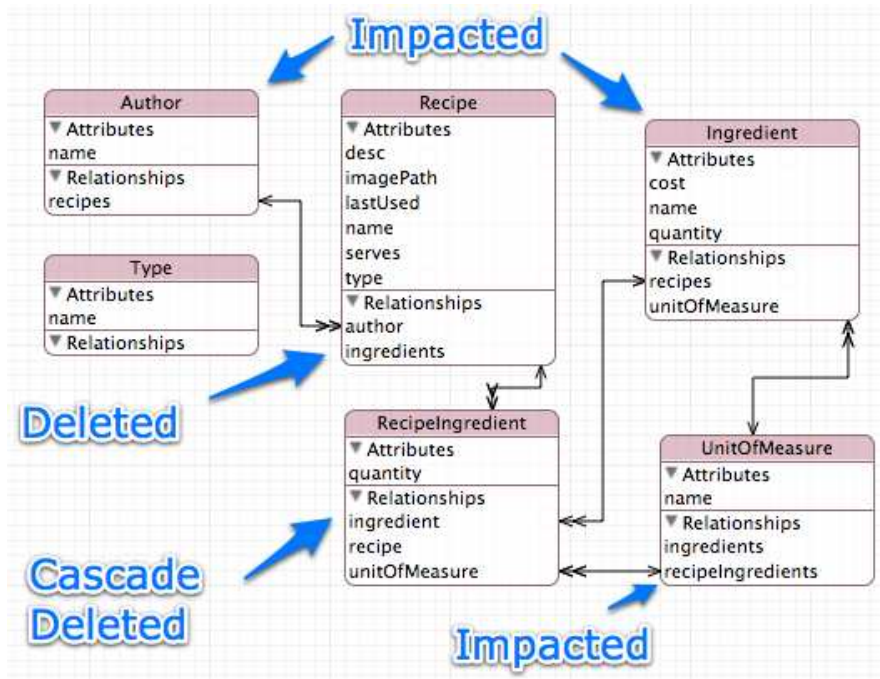 Impacted
Author
▼ Attributes
name
▼ Relationships
recipes
Type
▼ Attributes
name
▼ Relationships
Recipe
▼ Attributes
desc
imagePath
lastUsed
name
serves
type
▼ Relationships
author
ingredients
Ingredient
▼ Attributes
cost
name
quantity
▼ Relationships
recipes
unitOfMeasure
Deleted
RecipeIngredient
▼ Attributes
quantity
▼ Relationships
ingredient
recipe
unitOfMeasure
UnitOfMeasure
▼ Attributes
name
▼ Relationships
ingredients
recipeIngredients
Cascade
Deleted
Impacted